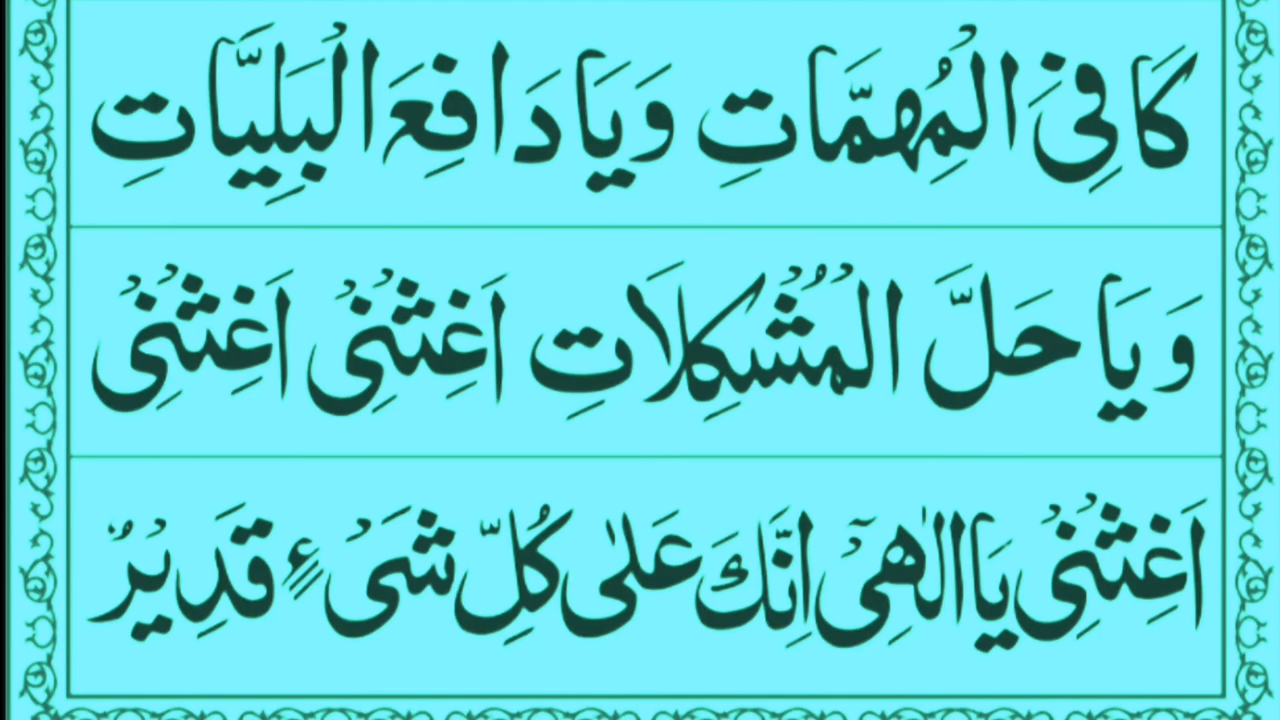 كَافِیَ الْمُهِمَّاتِ وَيَا دَافِعَ الْبَلِيَّاتِ
وَيَا حَلَّ الْمُشْكِلَاتِ اَغِثْنِیْ اَغِثْنِیْ
اَغِثْنِیْ يَا اِلٰهِیْٓ اِنَّكَ عَلٰی كُلِّ شَیْءٍ قَدِيْرٌ